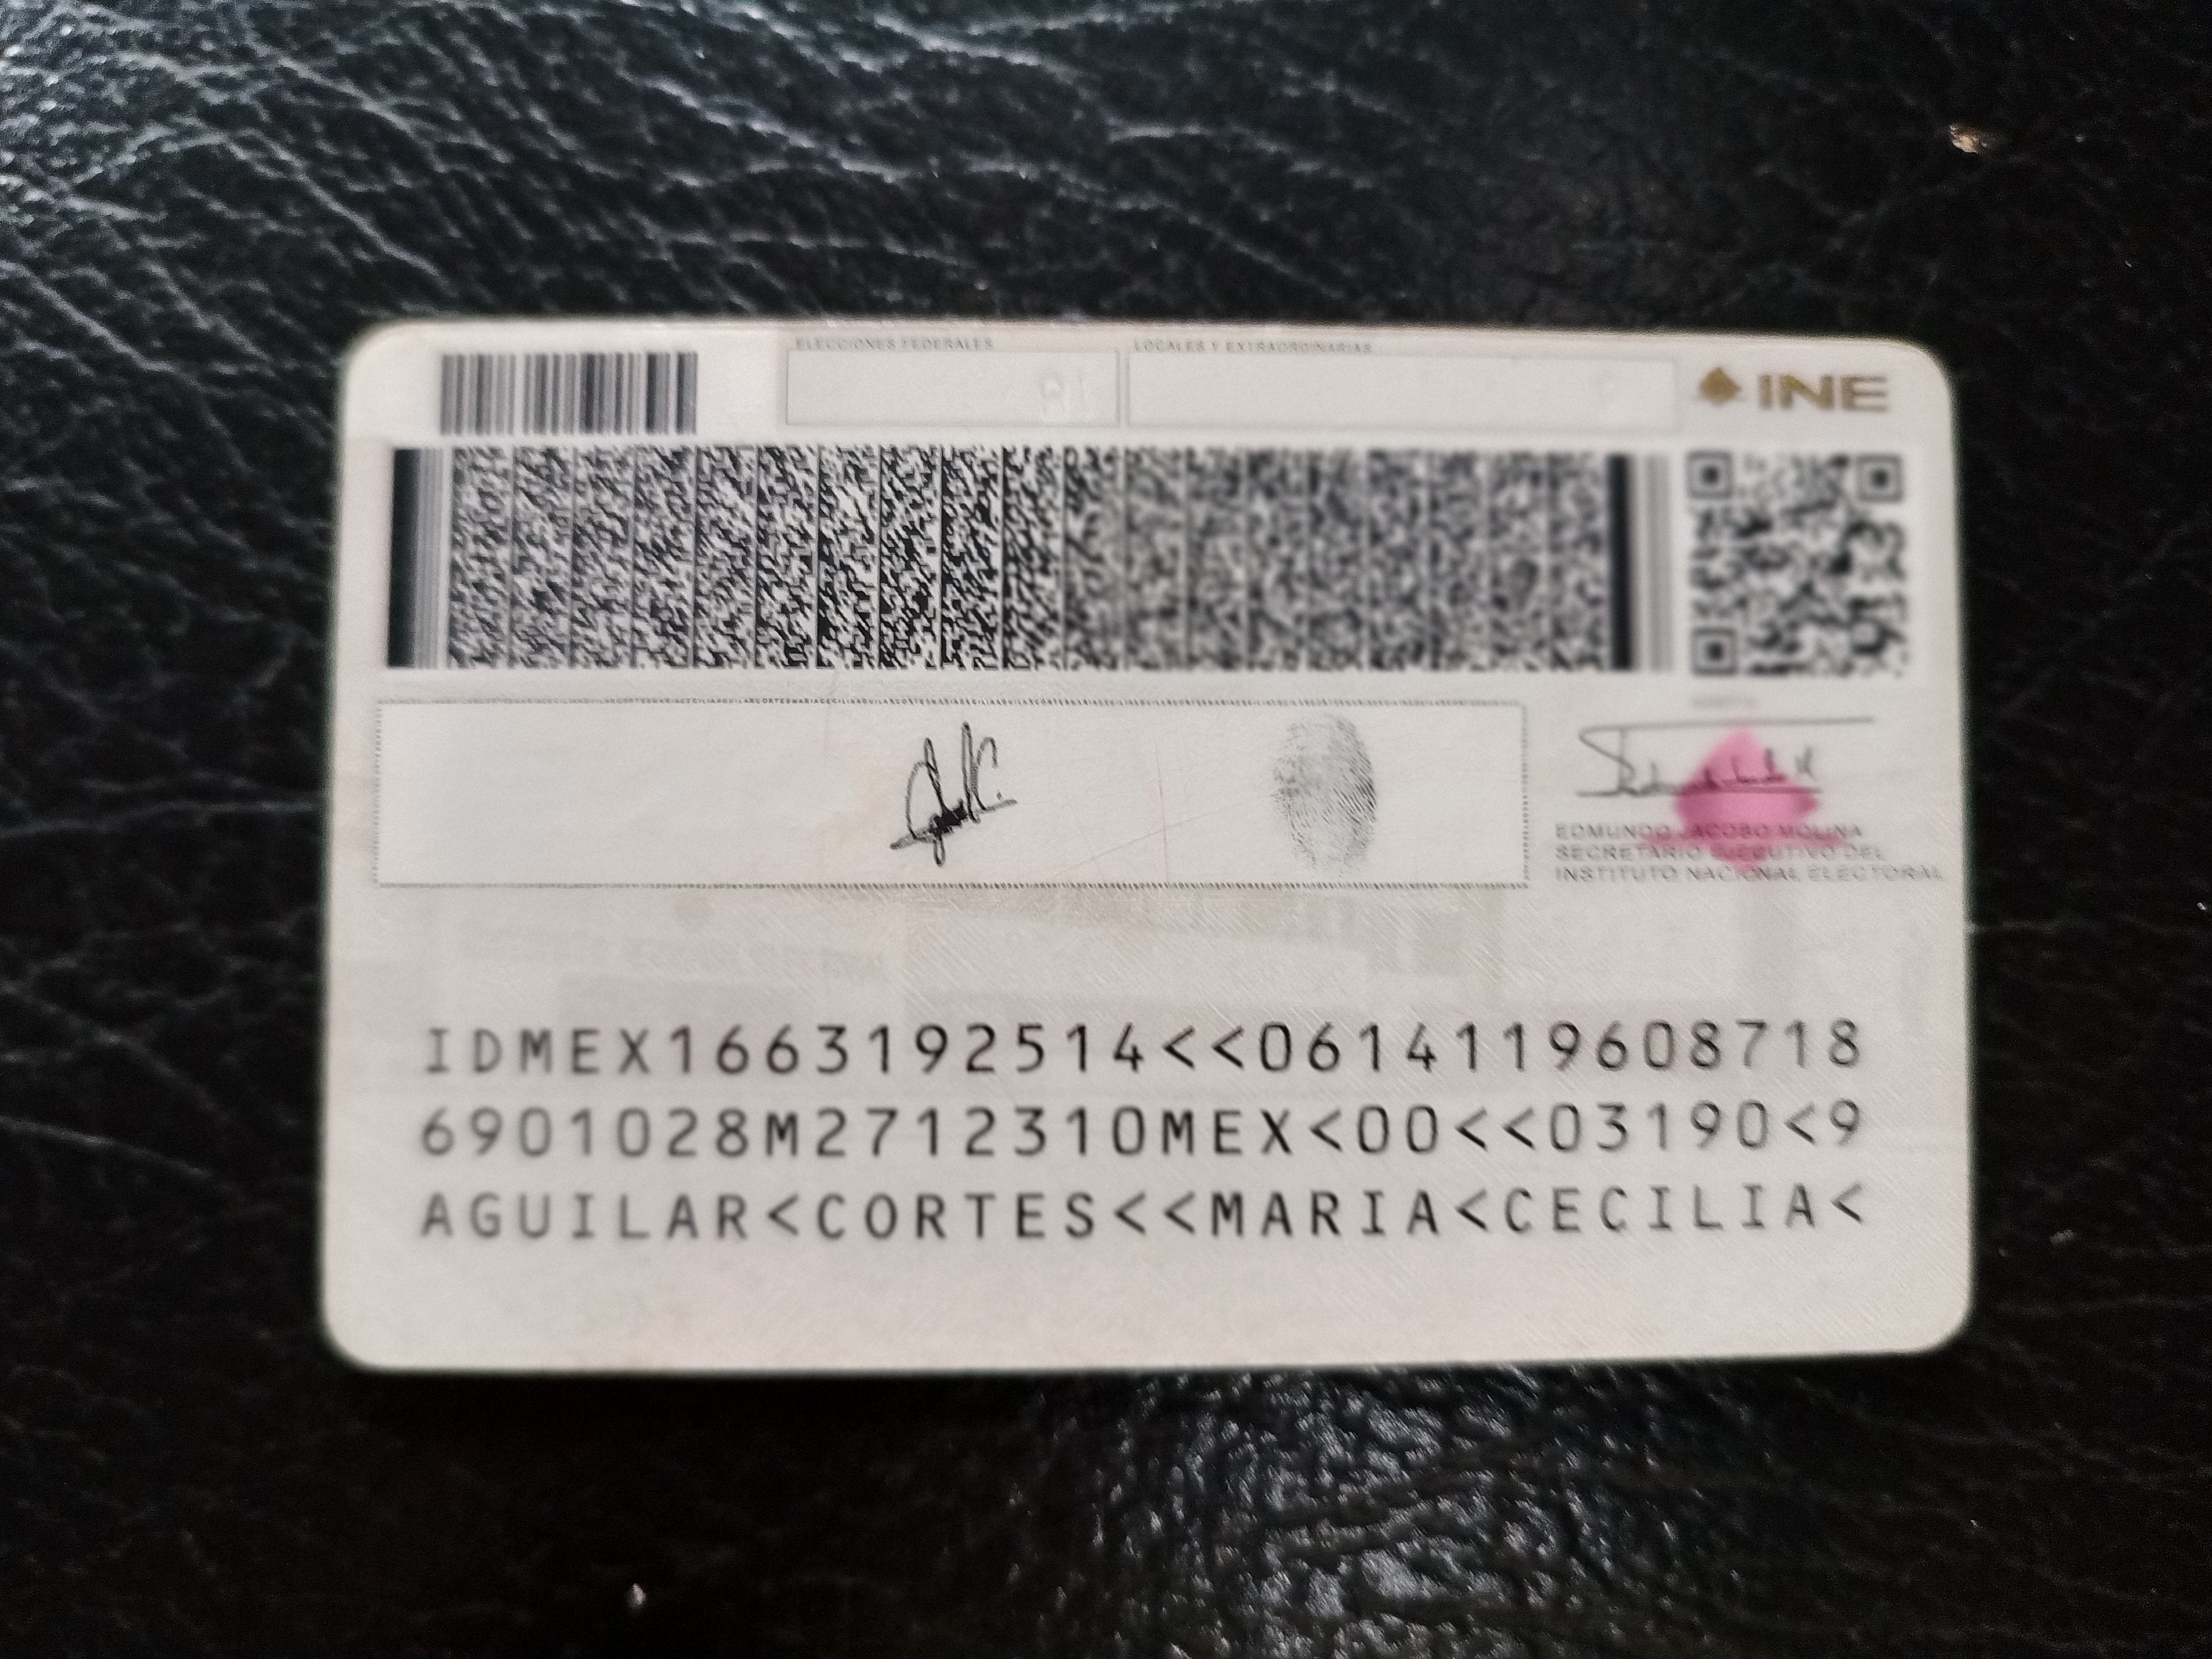 ELECCIONES FEDERALES
LOCALES Y EXTRAORDINARIAS
INE
EDMUNDO JACOBO MOLINA
SECRETARIO EJECUTIVO DEL
INSTITUTO NACIONAL ELECTORAL
IDMEX1663192514<<0614119608718
6901028M2712310MEX<00<<03190<9
AGUILAR<CORTES<<MARIA<CECILIA<